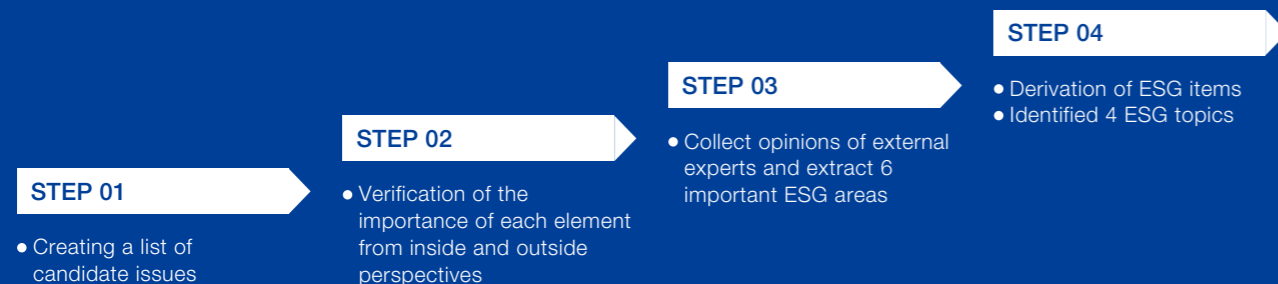 STEP 01
● Creating a list of
candidate issues
STEP 02
● Verification of the
importance of each element
from inside and outside
perspectives
STEP 03
● Collect opinions of external
experts and extract 6
important ESG areas
STEP 04
● Derivation of ESG items
● Identified 4 ESG topics